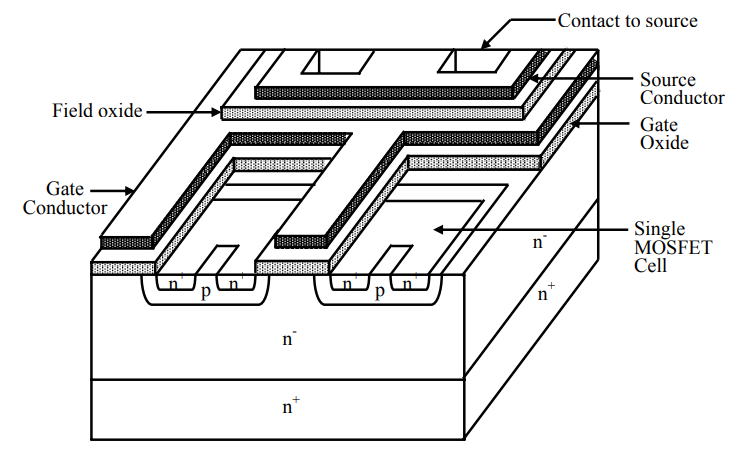 Contact to source
Source
Conductor
Field oxide
Gate
Oxide
Gate
Conductor
Single
MOSFET
Cell
n⁻
n⁺
n⁺ p n⁺ n⁺ p n⁺
n⁻
n⁺